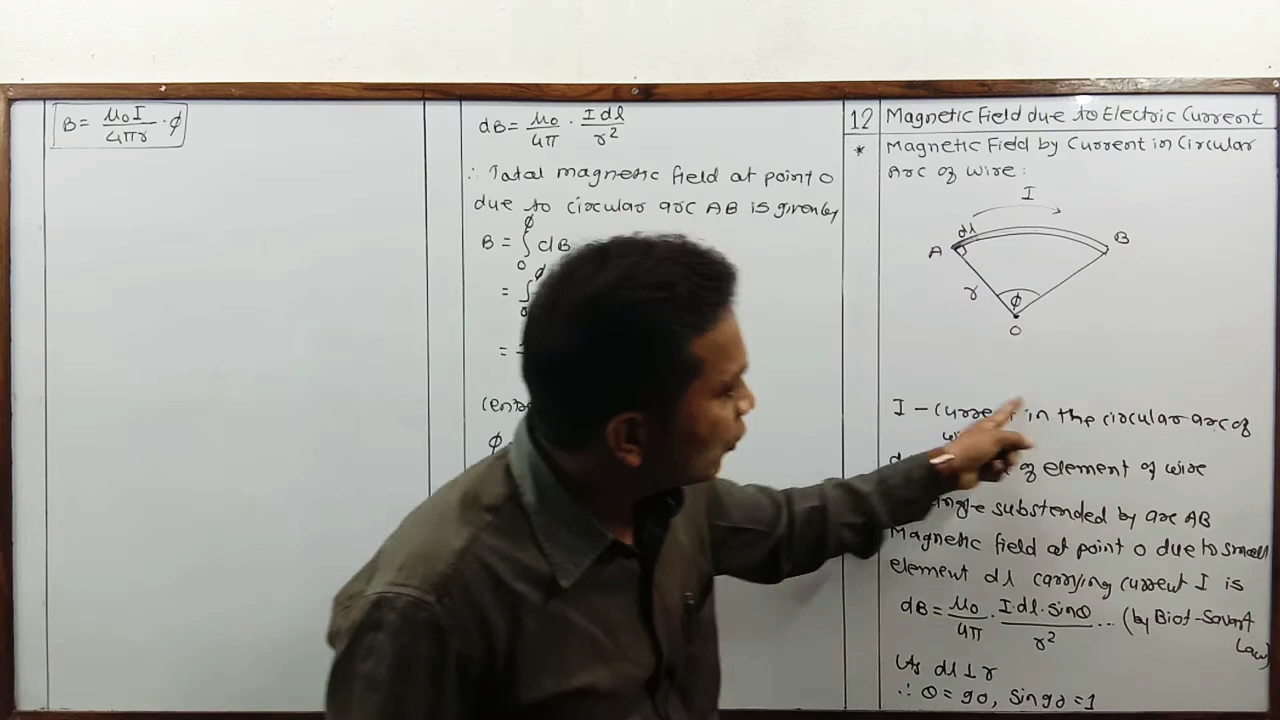 12 Magnetic Field due to Electric Current
* Magnetic Field by Current in Circular
Arc of wire:
I
dl
A
B
r
ϕ
O
I – Current in the circular arc of
of element of wire
substended by arc AB
Magnetic field at point O due to small
element dl carrying current I is
dB = μ₀/4π · I·dl·sinθ/r² ... (by Biot-Savart
Law)
As dl ⊥ r
∴ θ = 90, sin90 = 1
dB = μ₀/4π · I dl/r²
∴ Total magnetic field at point O
due to circular arc AB is given by
B = ∫₀^ϕ dB
= ∫
=
ϕ
B = μ₀I/4πr · ϕ